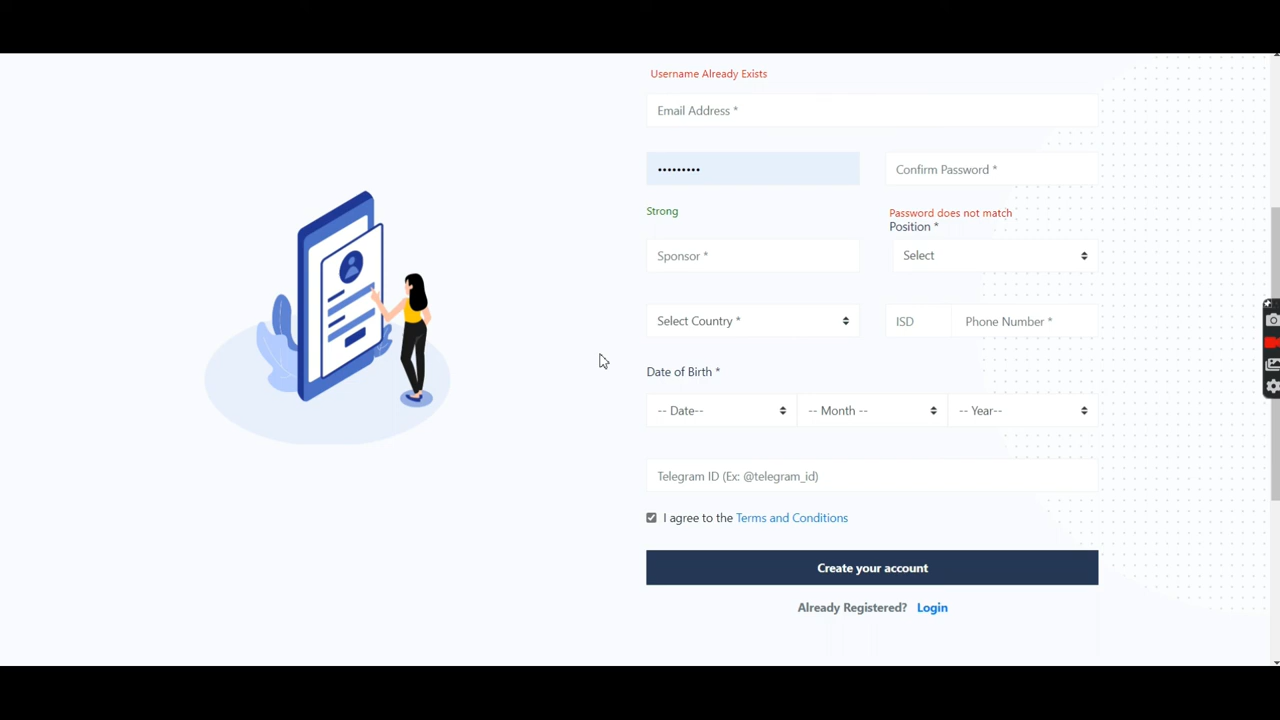 Username Already Exists
Email Address *
•••••••••
Confirm Password *
Strong
Password does not match
Position *
Sponsor *
Select
Select Country *
ISD
Phone Number *
Date of Birth *
-- Date--
-- Month --
-- Year--
Telegram ID (Ex: @telegram_id)
I agree to the Terms and Conditions
Create your account
Already Registered? Login